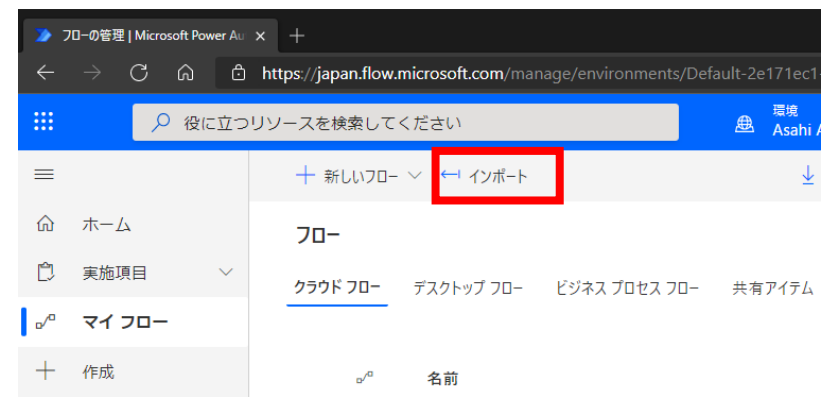 フローの管理 | Microsoft Power Au
https://japan.flow.microsoft.com/manage/environments/Default-2e171ec1-
役に立つリソースを検索してください
環境
Asahi A
新しいフロー
インポート
ホーム
実施項目
マイ フロー
作成
フロー
クラウド フロー
デスクトップ フロー
ビジネス プロセス フロー
共有アイテム
名前